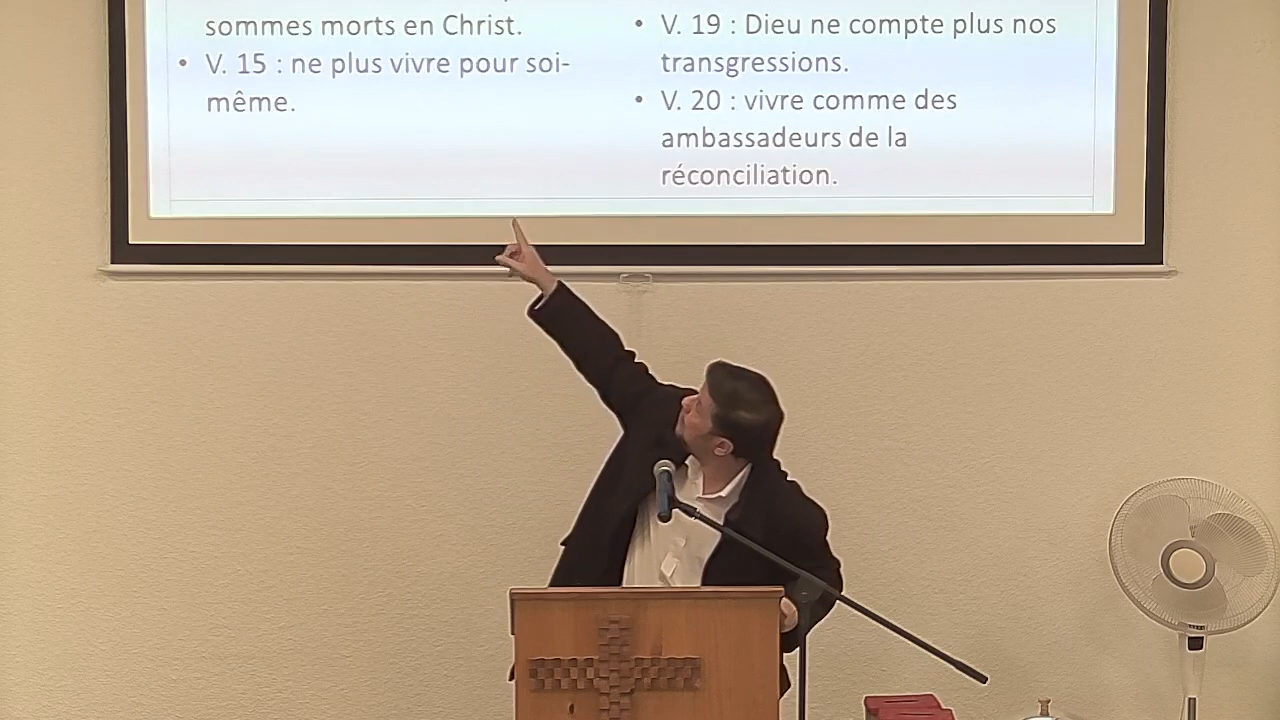 sommes morts en Christ.
• V. 15 : ne plus vivre pour soi-
même.
• V. 19 : Dieu ne compte plus nos
transgressions.
• V. 20 : vivre comme des
ambassadeurs de la
réconciliation.